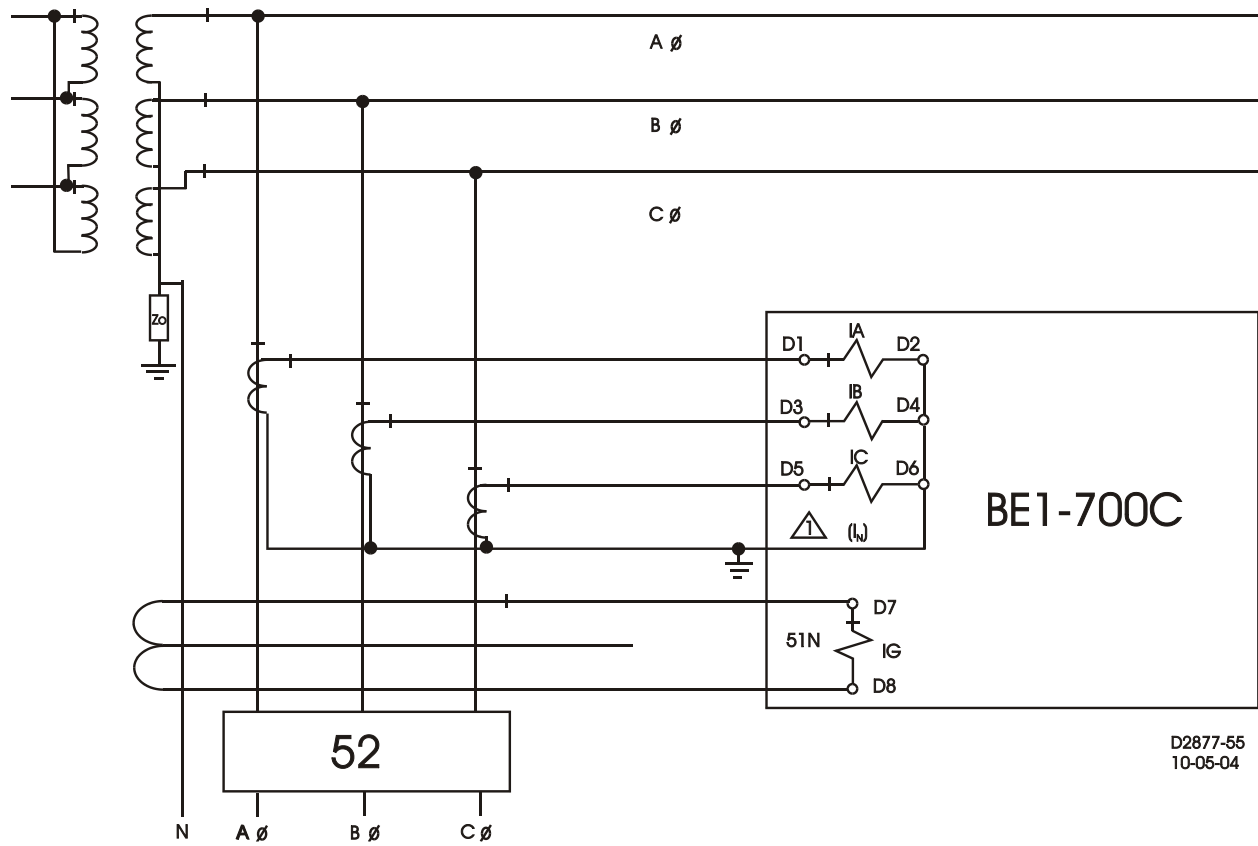 A ø
B ø
C ø
Zo
IA
D1
D2
IB
D3
D4
IC
D5
D6
1
(IN)
BE1-700C
D7
51N
IG
D8
52
D2877-55
10-05-04
N
A ø
B ø
C ø